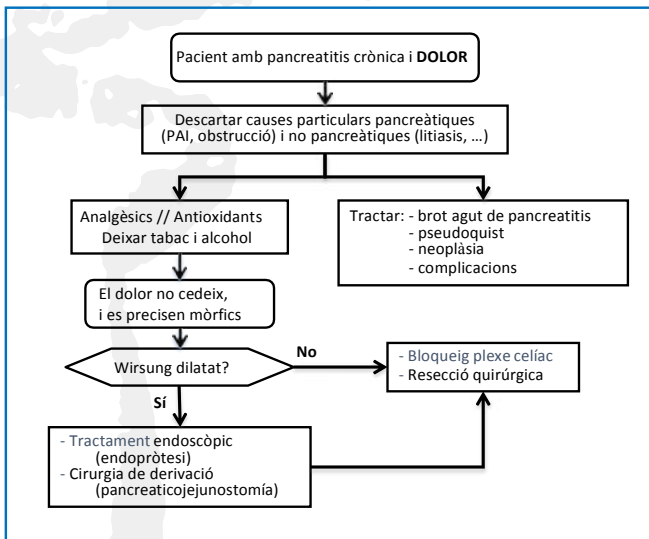 Pacient amb pancreatitis crònica i DOLOR
Descartar causes particulars pancreàtiques
(PAI, obstrucció) i no pancreàtiques (litiasis, ...)
Analgèsics // Antioxidants
Deixar tabac i alcohol
Tractar: - brot agut de pancreatitis
- pseudoquist
- neoplàsia
- complicacions
El dolor no cedeix,
i es precisen mòrfics
Wirsung dilatat?
No
- Bloqueig plexe celíac
- Resecció quirúrgica
Sí
- Tractament endoscòpic
(endopròtesi)
- Cirurgia de derivació
(pancreaticojejunostomía)